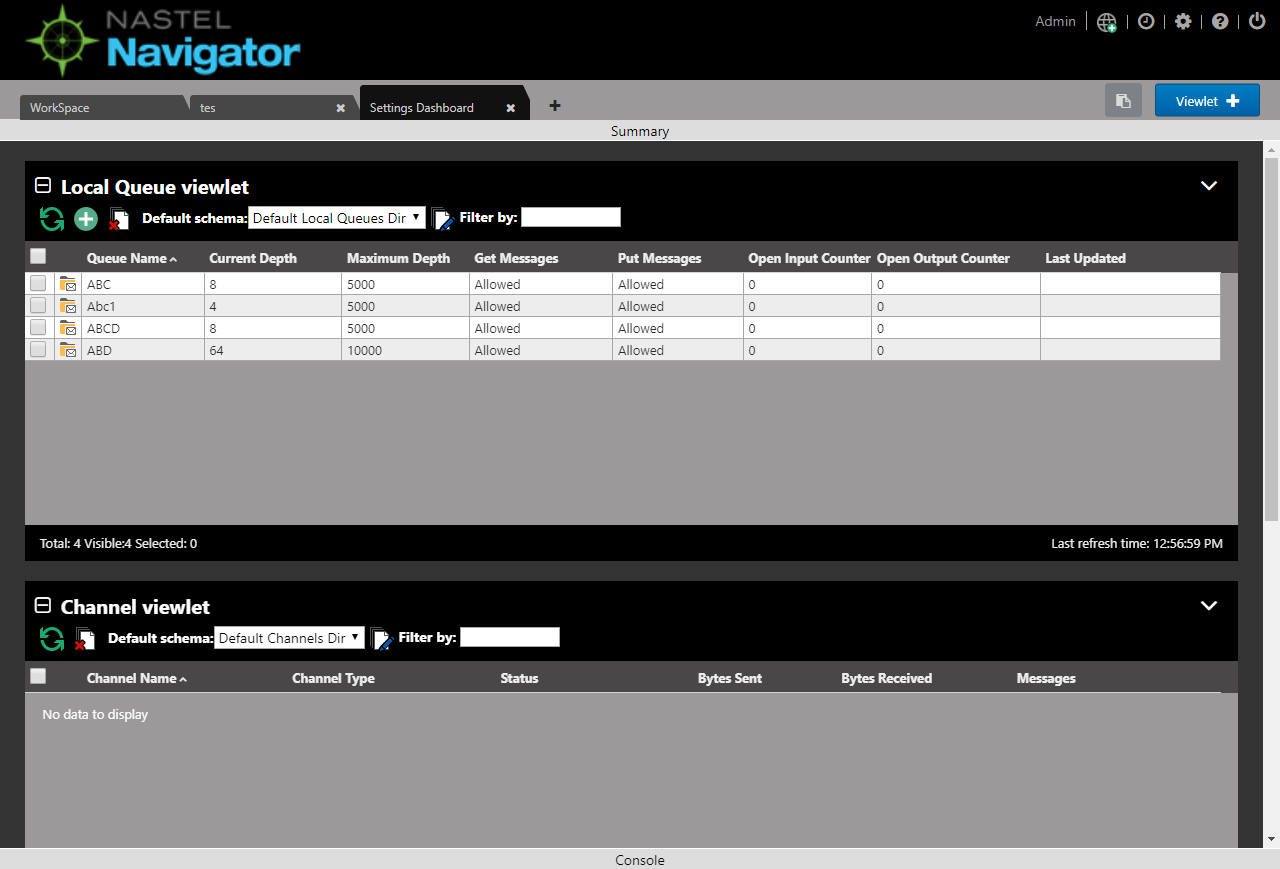 NASTEL
Navigator
Admin
WorkSpace tes Settings Dashboard Viewlet
Summary
Local Queue viewlet
Default schema: Default Local Queues Dir Filter by:
Queue Name Current Depth Maximum Depth Get Messages Put Messages Open Input Counter Open Output Counter Last Updated
ABC 8 5000 Allowed Allowed 0 0
Abc1 4 5000 Allowed Allowed 0 0
ABCD 8 5000 Allowed Allowed 0 0
ABD 64 10000 Allowed Allowed 0 0
Total: 4 Visible:4 Selected: 0 Last refresh time: 12:56:59 PM
Channel viewlet
Default schema: Default Channels Dir Filter by:
Channel Name Channel Type Status Bytes Sent Bytes Received Messages
No data to display
Console